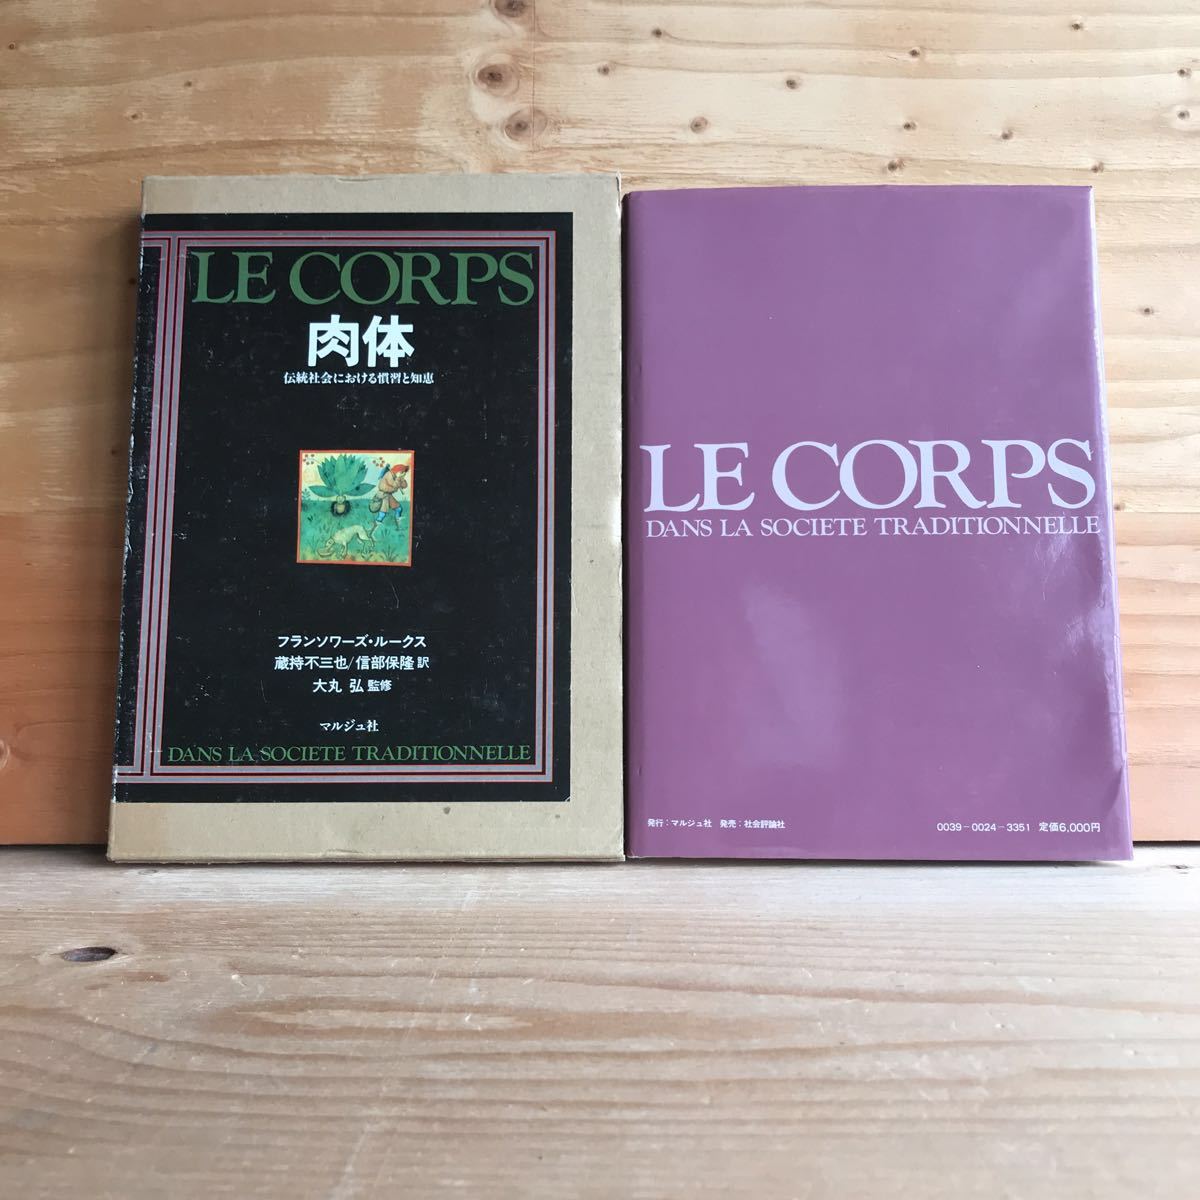 LE CORPS
肉体
伝統社会における慣習と知恵
フランソワーズ・ルークス
蔵持不三也/信部保隆 訳
大丸 弘 監修
マルジュ社
DANS LA SOCIETE TRADITIONNELLE
LE CORPS
DANS LA SOCIETE TRADITIONNELLE
発行:マルジュ社 発売:社会評論社
0039-0024-3351 定価6,000円